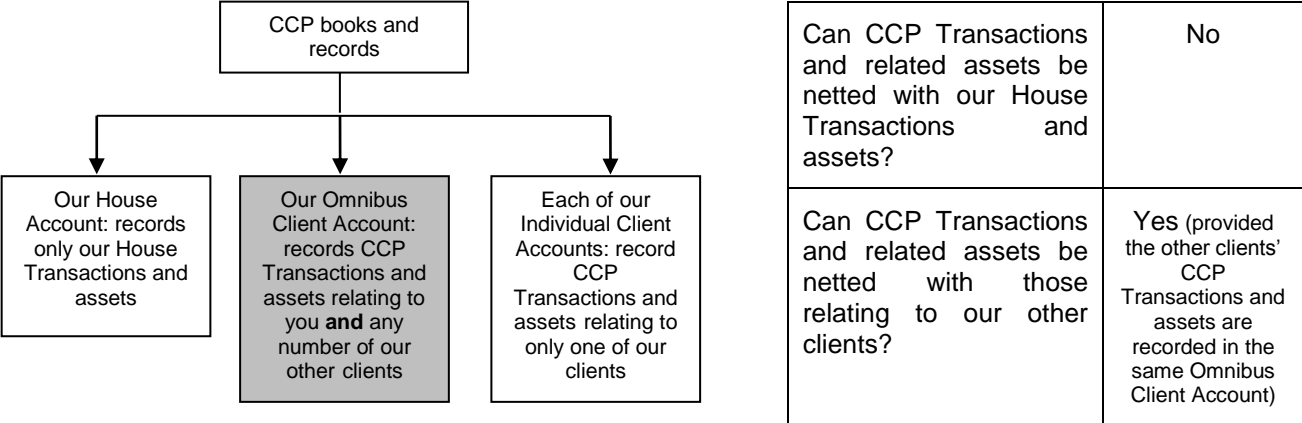 CCP books and
records
Our House
Account: records
only our House
Transactions and
assets
Our Omnibus
Client Account:
records CCP
Transactions and
assets relating to
you and any
number of our
other clients
Each of our
Individual Client
Accounts: record
CCP
Transactions and
assets relating to
only one of our
clients
Can CCP Transactions
and related assets be
netted with our House
Transactions and
assets?
No
Can CCP Transactions
and related assets be
netted with those
relating to our other
clients?
Yes (provided
the other clients’
CCP
Transactions and
assets are
recorded in the
same Omnibus
Client Account)